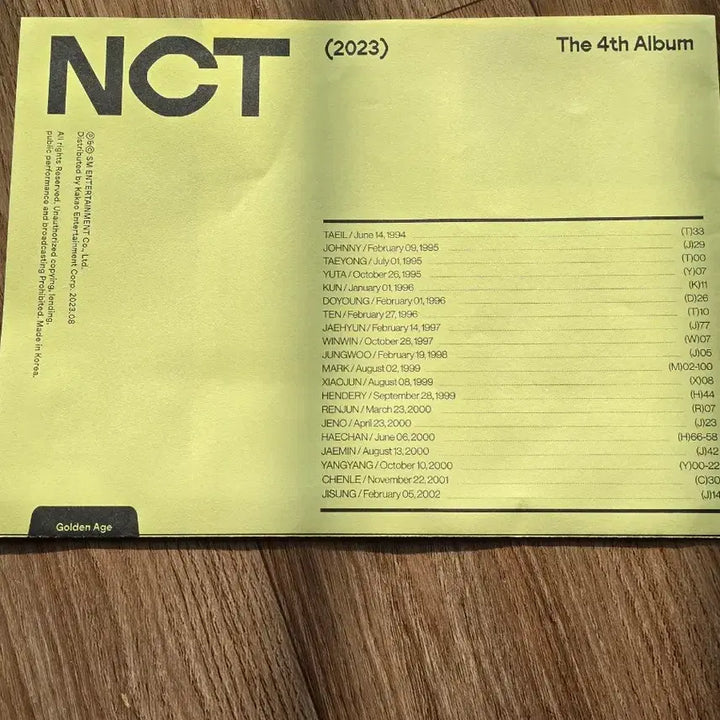 NCT
(2023)
The 4th Album
Ⓟ&© SM ENTERTAINMENT Co., Ltd.
Distributed by Kakao Entertainment Corp. 2023.08
All rights Reserved. Unauthorized copying, lending,
public performance and broadcasting Prohibited. Made in Korea.
TAEIL / June 14, 1994 (T)33
JOHNNY / February 09, 1995 (J)29
TAEYONG / July 01, 1995 (T)00
YUTA / October 26, 1995 (Y)07
KUN / January 01, 1996 (K)11
DOYOUNG / February 01, 1996 (D)26
TEN / February 27, 1996 (T)10
JAEHYUN / February 14, 1997 (J)77
WINWIN / October 28, 1997 (W)07
JUNGWOO / February 19, 1998 (J)05
MARK / August 02, 1999 (M)02-100
XIAOJUN / August 08, 1999 (X)08
HENDERY / September 28, 1999 (H)44
RENJUN / March 23, 2000 (R)07
JENO / April 23, 2000 (J)23
HAECHAN / June 06, 2000 (H)66-58
JAEMIN / August 13, 2000 (J)42
YANGYANG / October 10, 2000 (Y)00-22
CHENLE / November 22, 2001 (C)30
JISUNG / February 05, 2002 (J)14
Golden Age